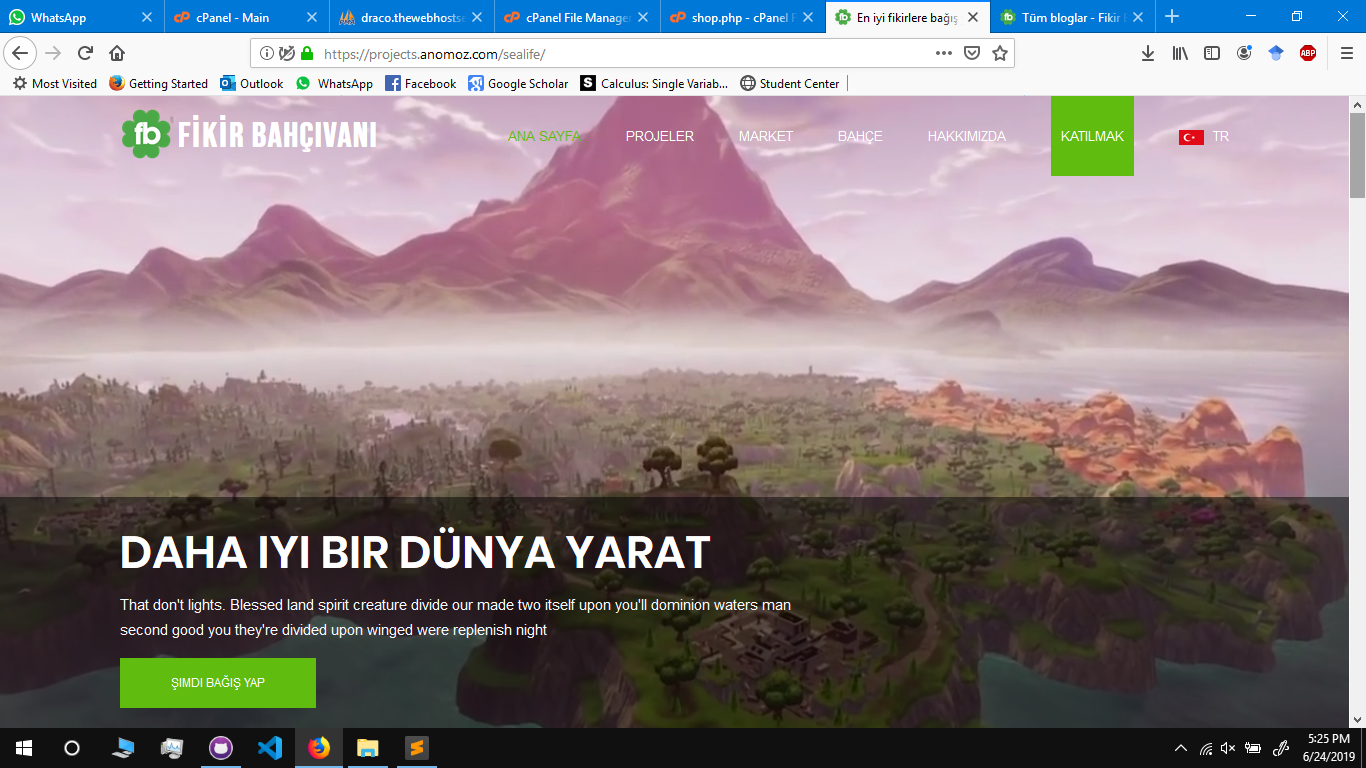 WhatsApp
cPanel - Main
draco.thewebhostse
cPanel File Manager
shop.php - cPanel F
En iyi fikirlere bağış
Tüm bloglar - Fikir
https://projects.anomoz.com/sealife/
ABP
Most Visited
Getting Started
Outlook
WhatsApp
Facebook
Google Scholar
Calculus: Single Variab...
Student Center
fb FİKİR BAHÇIVANI
ANA SAYFA
PROJELER
MARKET
BAHÇE
HAKKIMIZDA
KATILMAK
TR
DAHA IYI BIR DÜNYA YARAT
That don't lights. Blessed land spirit creature divide our made two itself upon you'll dominion waters man
second good you they're divided upon winged were replenish night
ŞIMDI BAĞIŞ YAP
5:25 PM
6/24/2019